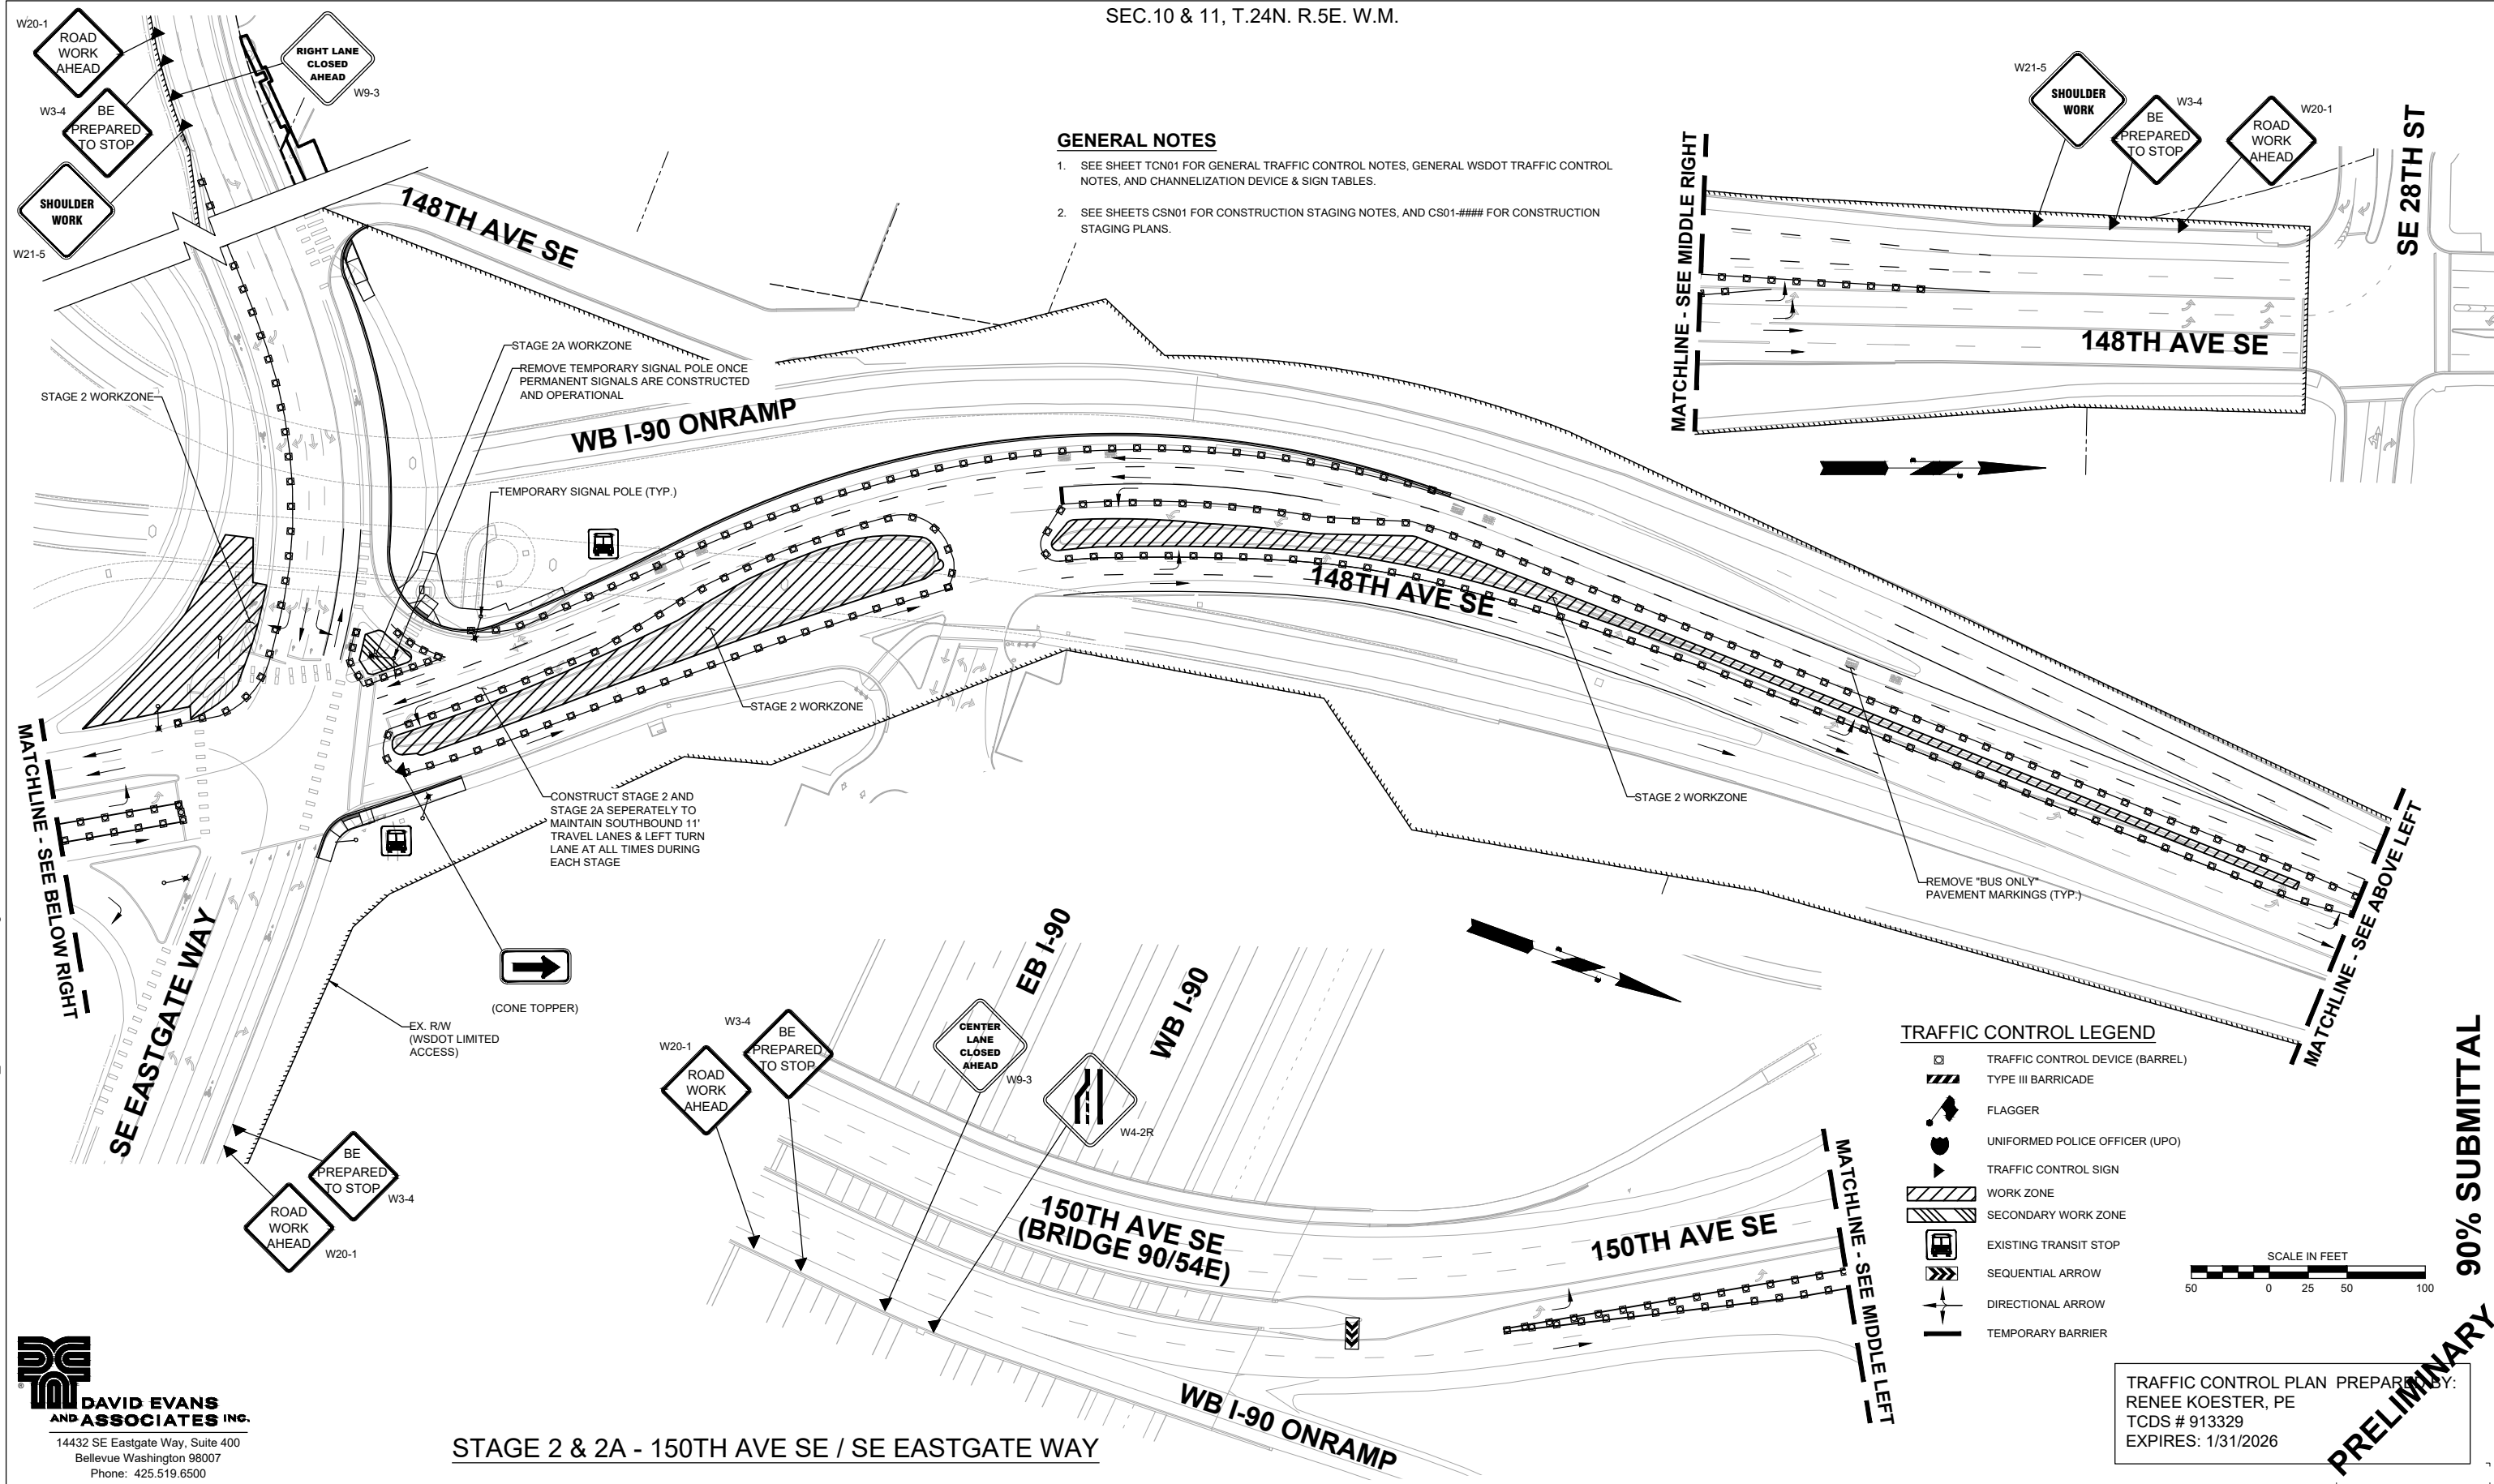 SEC.10 & 11, T.24N. R.5E. W.M.
W20-1
ROAD
WORK
AHEAD
RIGHT LANE
CLOSED
AHEAD
W9-3
W3-4
BE
PREPARED
TO STOP
SHOULDER
WORK
W21-5
148TH AVE SE
GENERAL NOTES
1. SEE SHEET TCN01 FOR GENERAL TRAFFIC CONTROL NOTES, GENERAL WSDOT TRAFFIC CONTROL
NOTES, AND CHANNELIZATION DEVICE & SIGN TABLES.
2. SEE SHEETS CSN01 FOR CONSTRUCTION STAGING NOTES, AND CS01-#### FOR CONSTRUCTION
STAGING PLANS.
W21-5
SHOULDER
WORK
W3-4
BE
PREPARED
TO STOP
W20-1
ROAD
WORK
AHEAD
SE 28TH ST
MATCHLINE - SEE MIDDLE RIGHT
148TH AVE SE
STAGE 2A WORKZONE
REMOVE TEMPORARY SIGNAL POLE ONCE
PERMANENT SIGNALS ARE CONSTRUCTED
AND OPERATIONAL
STAGE 2 WORKZONE
WB I-90 ONRAMP
TEMPORARY SIGNAL POLE (TYP.)
148TH AVE SE
STAGE 2 WORKZONE
MATCHLINE - SEE BELOW RIGHT
CONSTRUCT STAGE 2 AND
STAGE 2A SEPERATELY TO
MAINTAIN SOUTHBOUND 11'
TRAVEL LANES & LEFT TURN
LANE AT ALL TIMES DURING
EACH STAGE
STAGE 2 WORKZONE
REMOVE "BUS ONLY"
PAVEMENT MARKINGS (TYP.)
MATCHLINE - SEE ABOVE LEFT
SE EASTGATE WAY
(CONE TOPPER)
EX. R/W
(WSDOT LIMITED
ACCESS)
BE
PREPARED
TO STOP
W3-4
ROAD
WORK
AHEAD
W20-1
EB I-90
WB I-90
W20-1
ROAD
WORK
AHEAD
W3-4
BE
PREPARED
TO STOP
CENTER
LANE
CLOSED
AHEAD
W9-3
W4-2R
150TH AVE SE
(BRIDGE 90/54E)
150TH AVE SE
MATCHLINE - SEE MIDDLE LEFT
WB I-90 ONRAMP
TRAFFIC CONTROL LEGEND
TRAFFIC CONTROL DEVICE (BARREL)
TYPE III BARRICADE
FLAGGER
UNIFORMED POLICE OFFICER (UPO)
TRAFFIC CONTROL SIGN
WORK ZONE
SECONDARY WORK ZONE
EXISTING TRANSIT STOP
SEQUENTIAL ARROW
DIRECTIONAL ARROW
TEMPORARY BARRIER
SCALE IN FEET
50 0 25 50 100
90% SUBMITTAL
PRELIMINARY
TRAFFIC CONTROL PLAN PREPARED BY:
RENEE KOESTER, PE
TCDS # 913329
EXPIRES: 1/31/2026
DAVID EVANS
AND ASSOCIATES INC.
14432 SE Eastgate Way, Suite 400
Bellevue Washington 98007
Phone: 425.519.6500
STAGE 2 & 2A - 150TH AVE SE / SE EASTGATE WAY